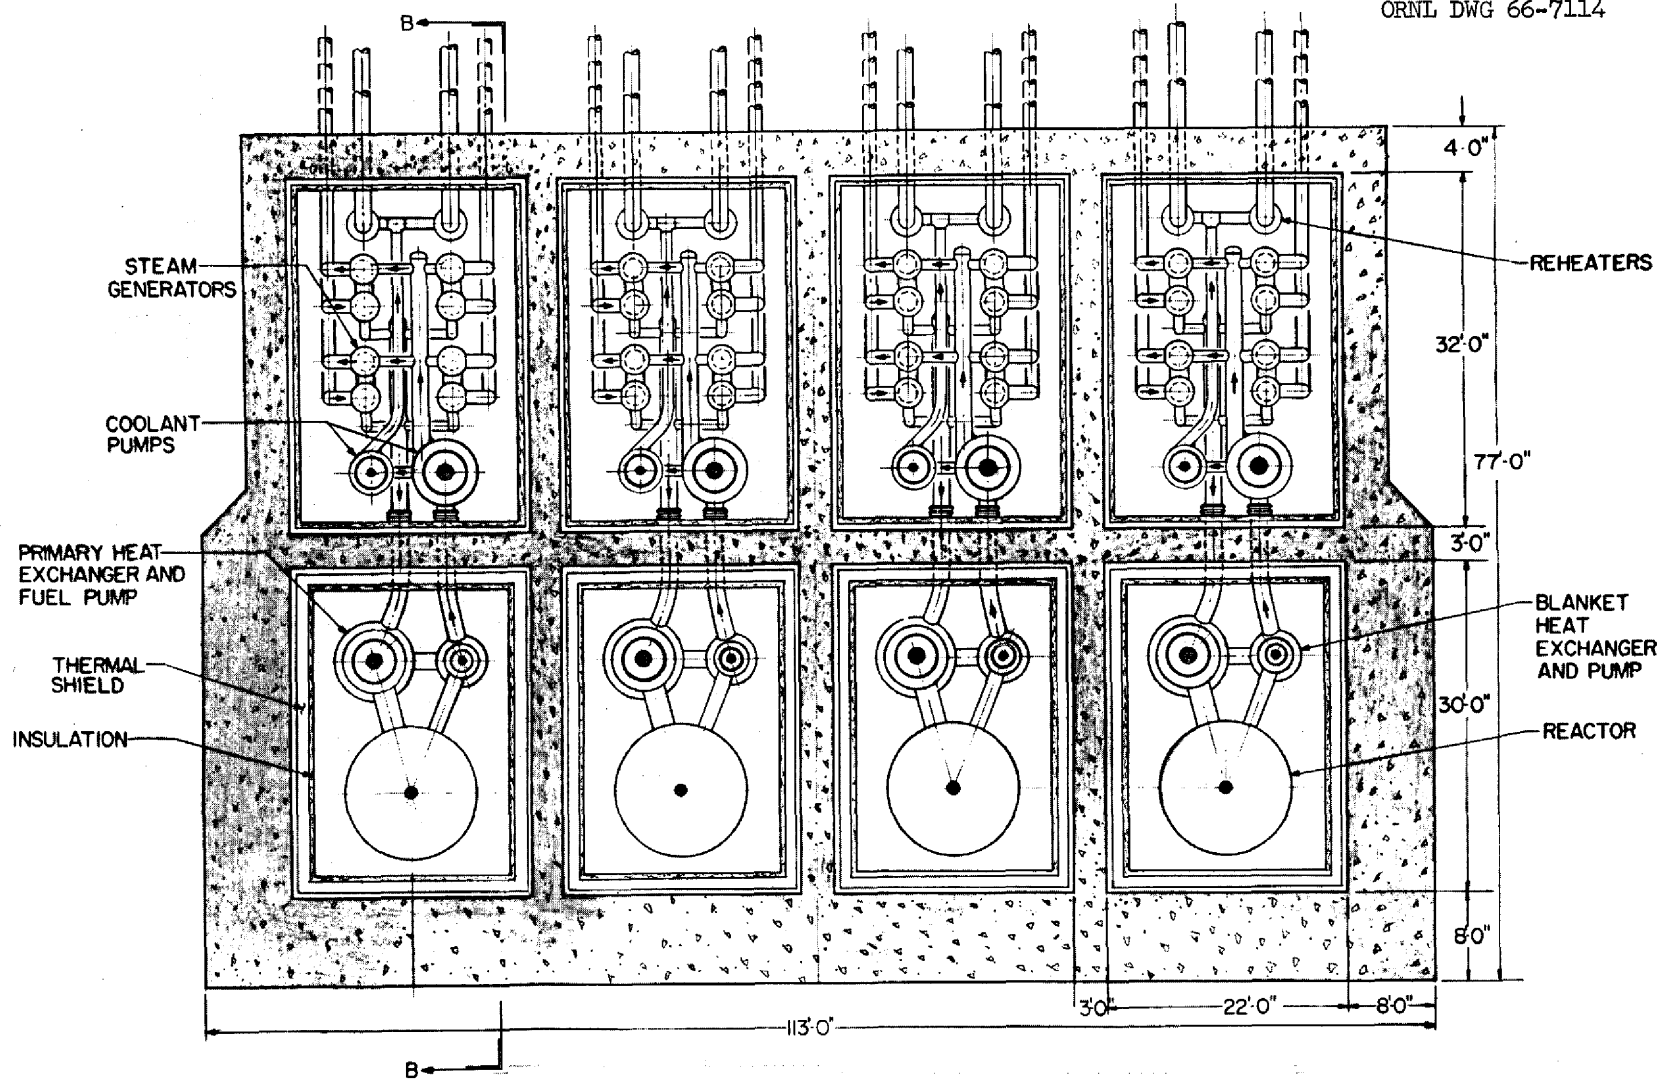 ORNL DWG 66-7114
B
4'-0"
STEAM
GENERATORS
REHEATERS
32'-0"
COOLANT
PUMPS
77'-0"
3'-0"
PRIMARY HEAT
EXCHANGER AND
FUEL PUMP
BLANKET
HEAT
EXCHANGER
AND PUMP
THERMAL
SHIELD
30'-0"
INSULATION
REACTOR
8'-0"
3'-0"
22'-0"
8'-0"
113'-0"
B